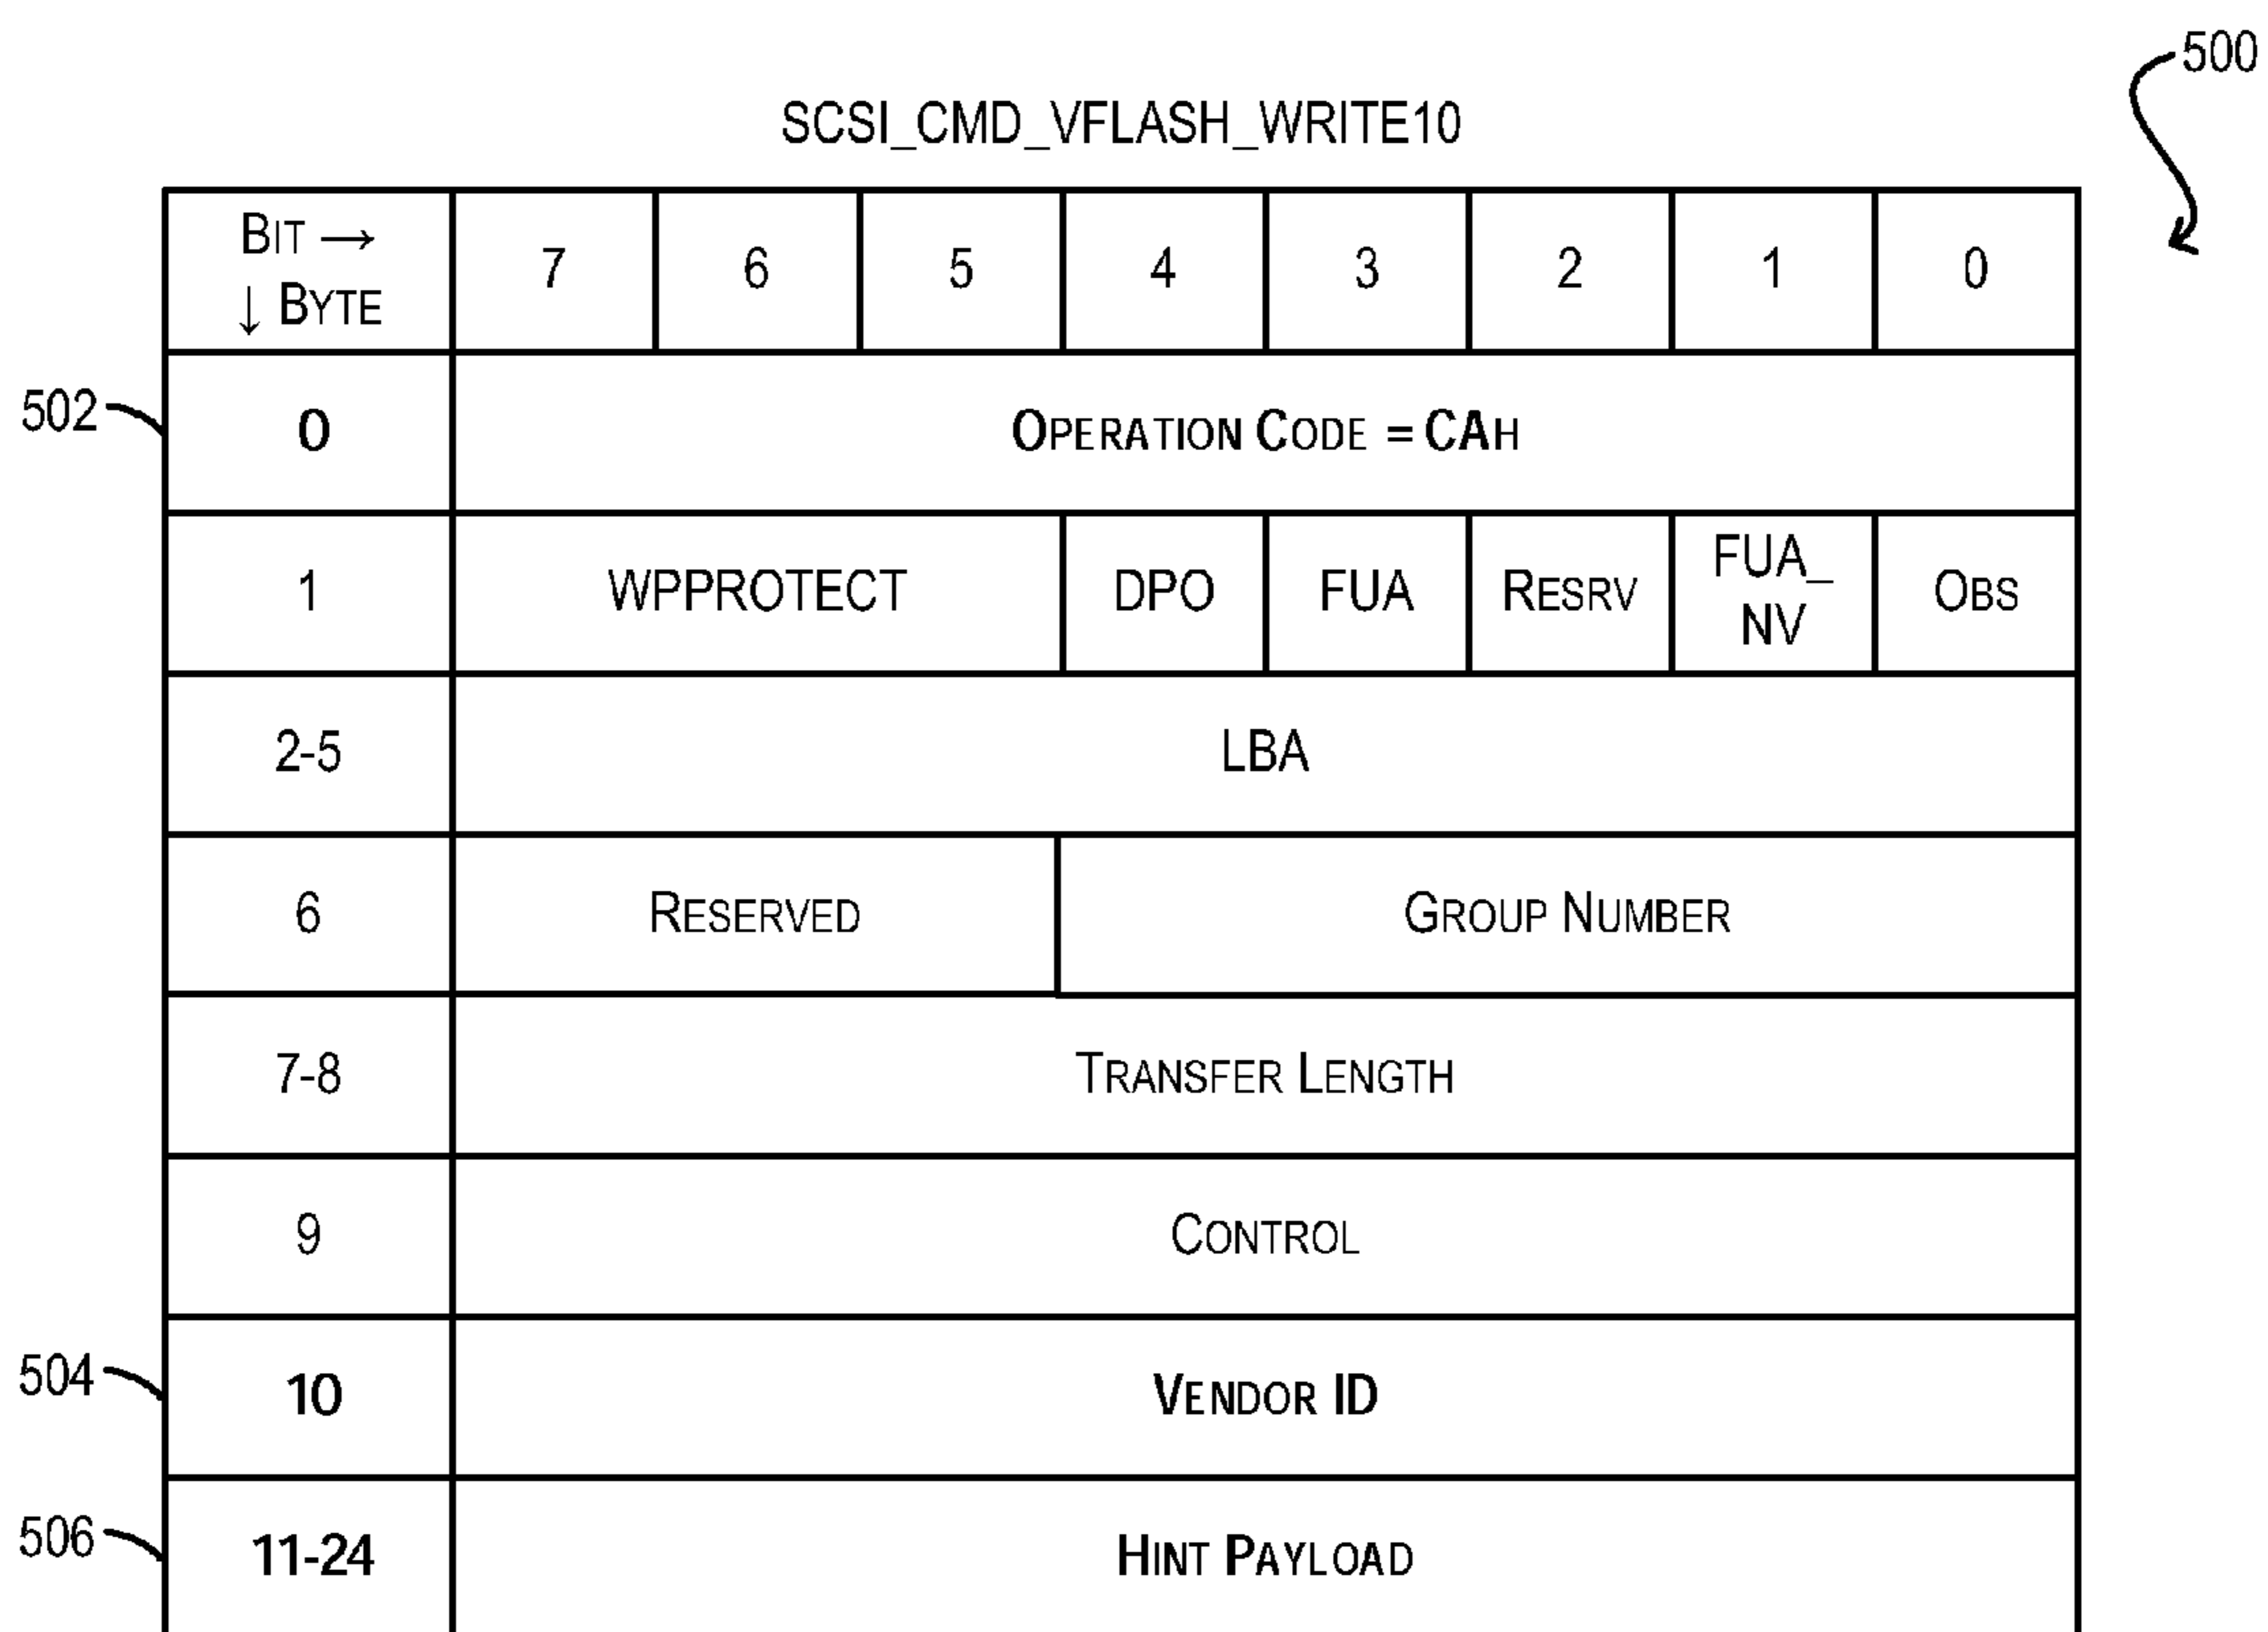 500
SCSI_CMD_VFLASH_WRITE10
BIT → 7 6 5 4 3 2 1 0
↓ BYTE
502 0 OPERATION CODE = CAH
1 WPPROTECT DPO FUA RESRV FUA_ OBS
NV
2-5 LBA
6 RESERVED GROUP NUMBER
7-8 TRANSFER LENGTH
9 CONTROL
504 10 VENDOR ID
506 11-24 HINT PAYLOAD